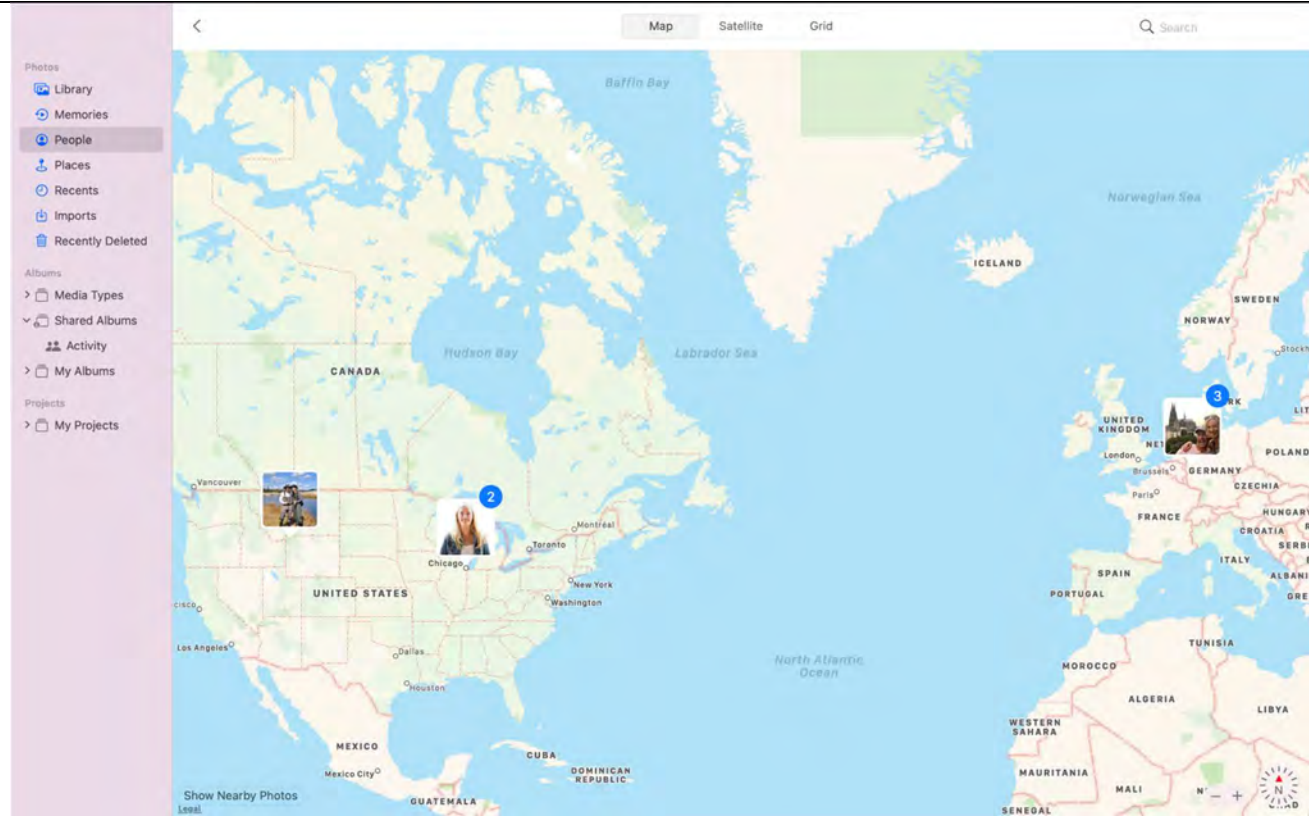 Map
Satellite
Grid
Search
Photos
Library
Memories
People
Places
Recents
Imports
Recently Deleted
Albums
Media Types
Shared Albums
Activity
My Albums
Projects
My Projects
Baffin Bay
Norwegian Sea
ICELAND
SWEDEN
NORWAY
Hudson Bay
Labrador Sea
CANADA
3
UNITED
KINGDOM
London
POLAND
Brussels
GERMANY
CZECHIA
Paris
FRANCE
HUNGARY
CROATIA
ITALY
SPAIN
PORTUGAL
Vancouver
2
Montréal
Toronto
Chicago
New York
UNITED STATES
Washington
Los Angeles
Dallas
Houston
TUNISIA
North Atlantic
Ocean
MOROCCO
ALGERIA
LIBYA
WESTERN
SAHARA
MEXICO
CUBA
Mexico City
DOMINICAN
REPUBLIC
MAURITANIA
MALI
Show Nearby Photos
GUATEMALA
Legal
SENEGAL
N